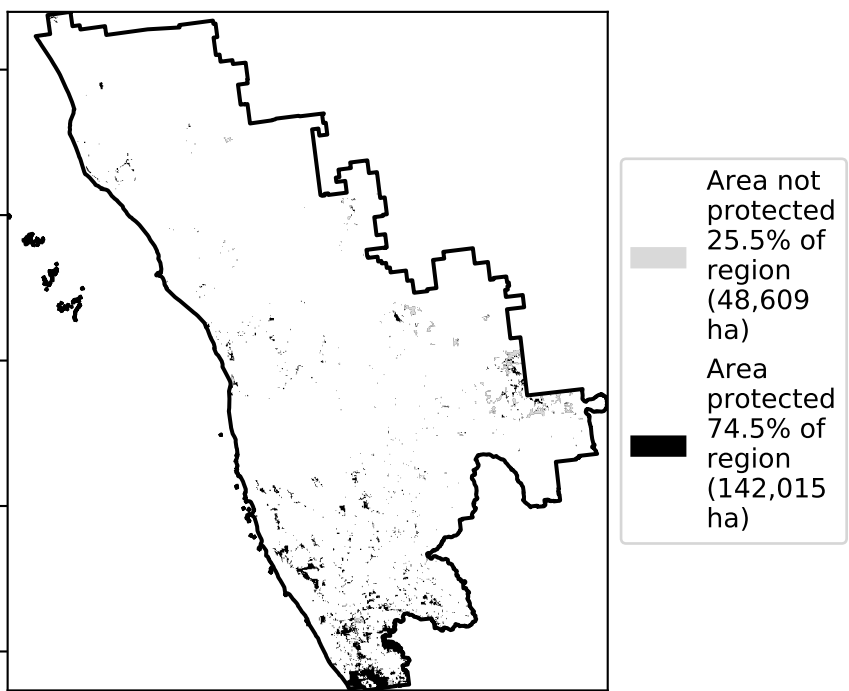 Area not
protected
25.5% of
region
(48,609
ha)
Area
protected
74.5% of
region
(142,015
ha)